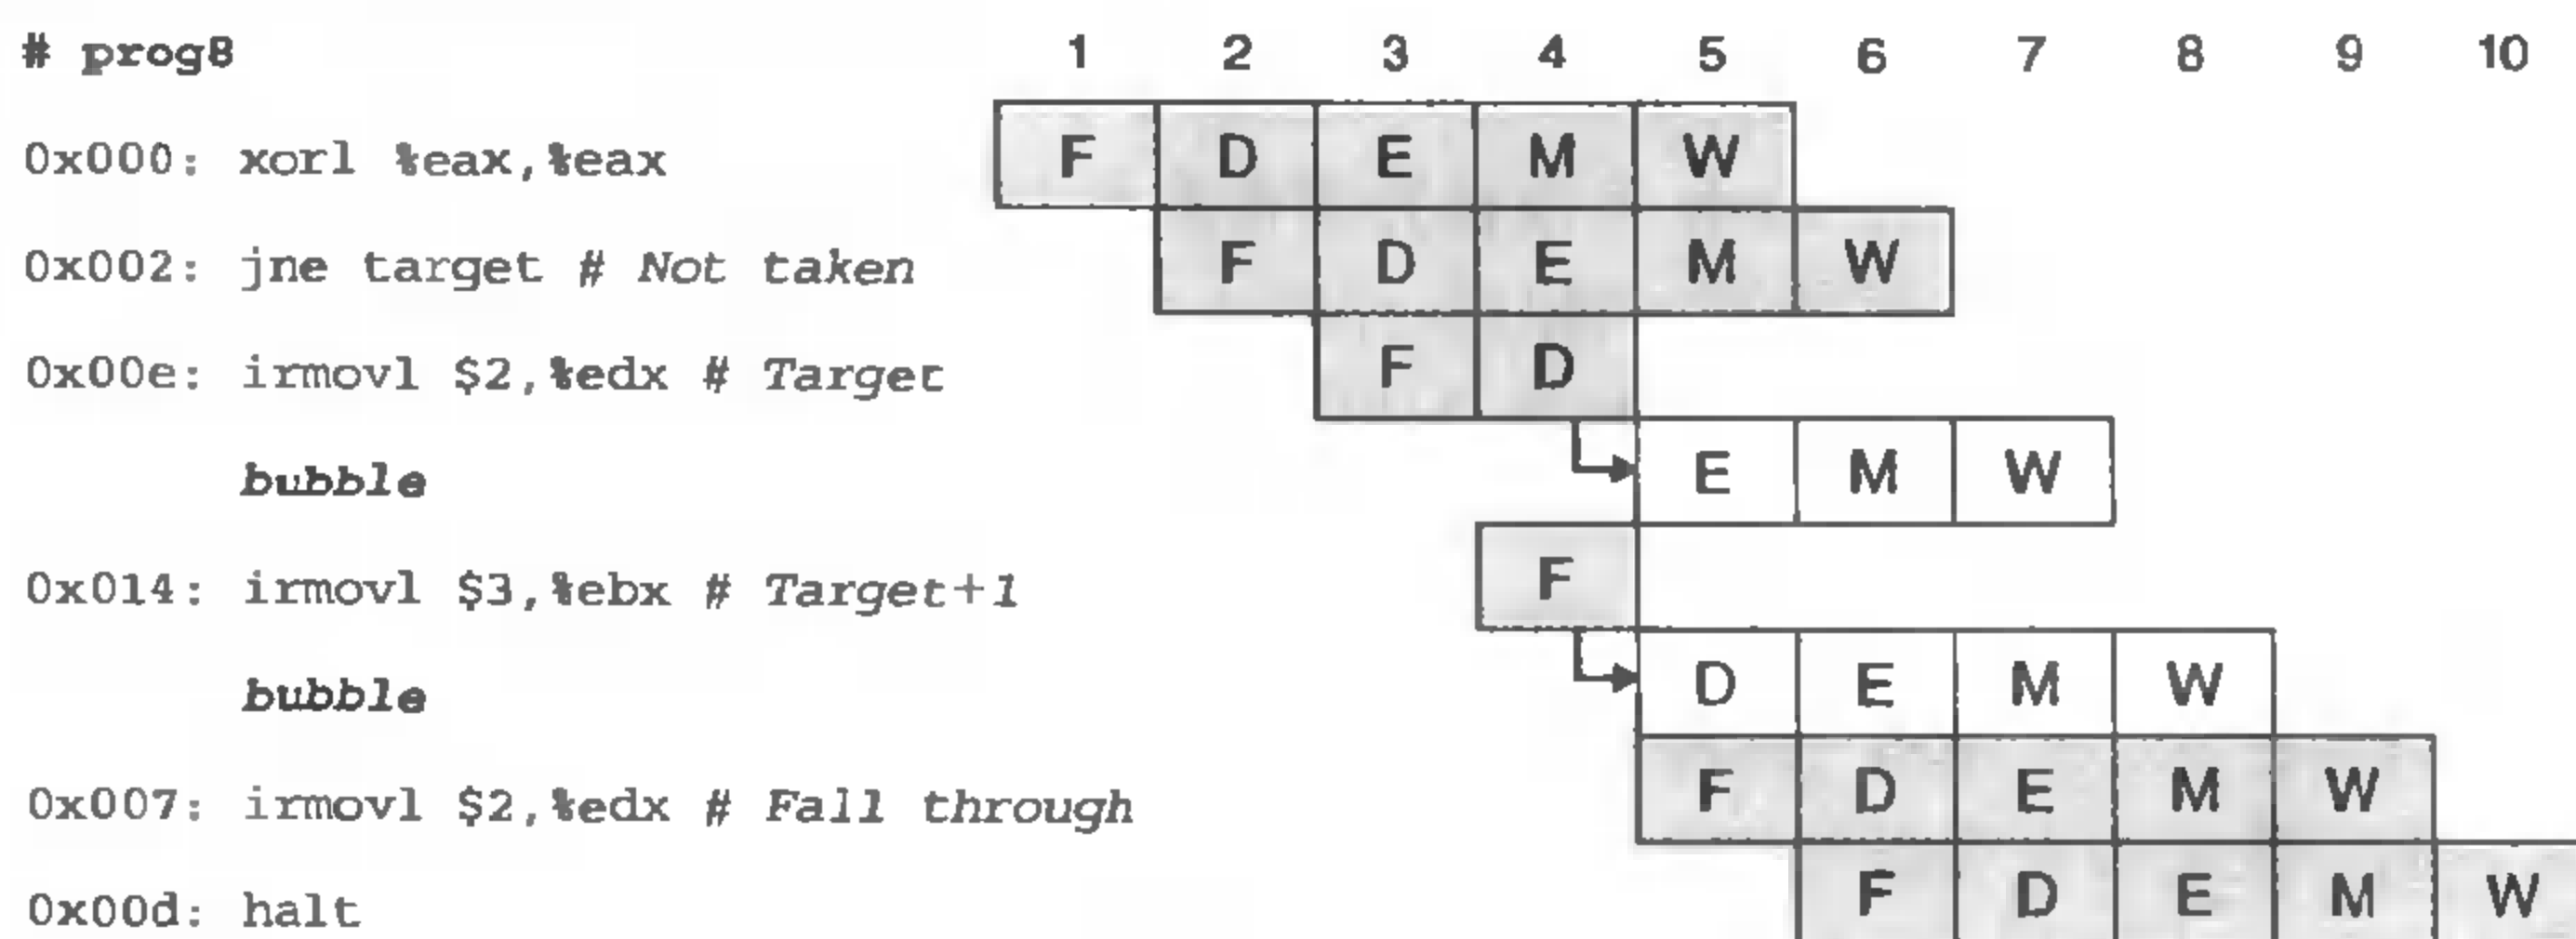 # prog8 1 2 3 4 5 6 7 8 9 10
0x000: xorl %eax,%eax F D E M W
0x002: jne target # Not taken F D E M W
0x00e: irmovl $2,%edx # Target F D
bubble E M W
0x014: irmovl $3,%ebx # Target+1 F
bubble D E M W
0x007: irmovl $2,%edx # Fall through F D E M W
0x00d: halt F D E M W